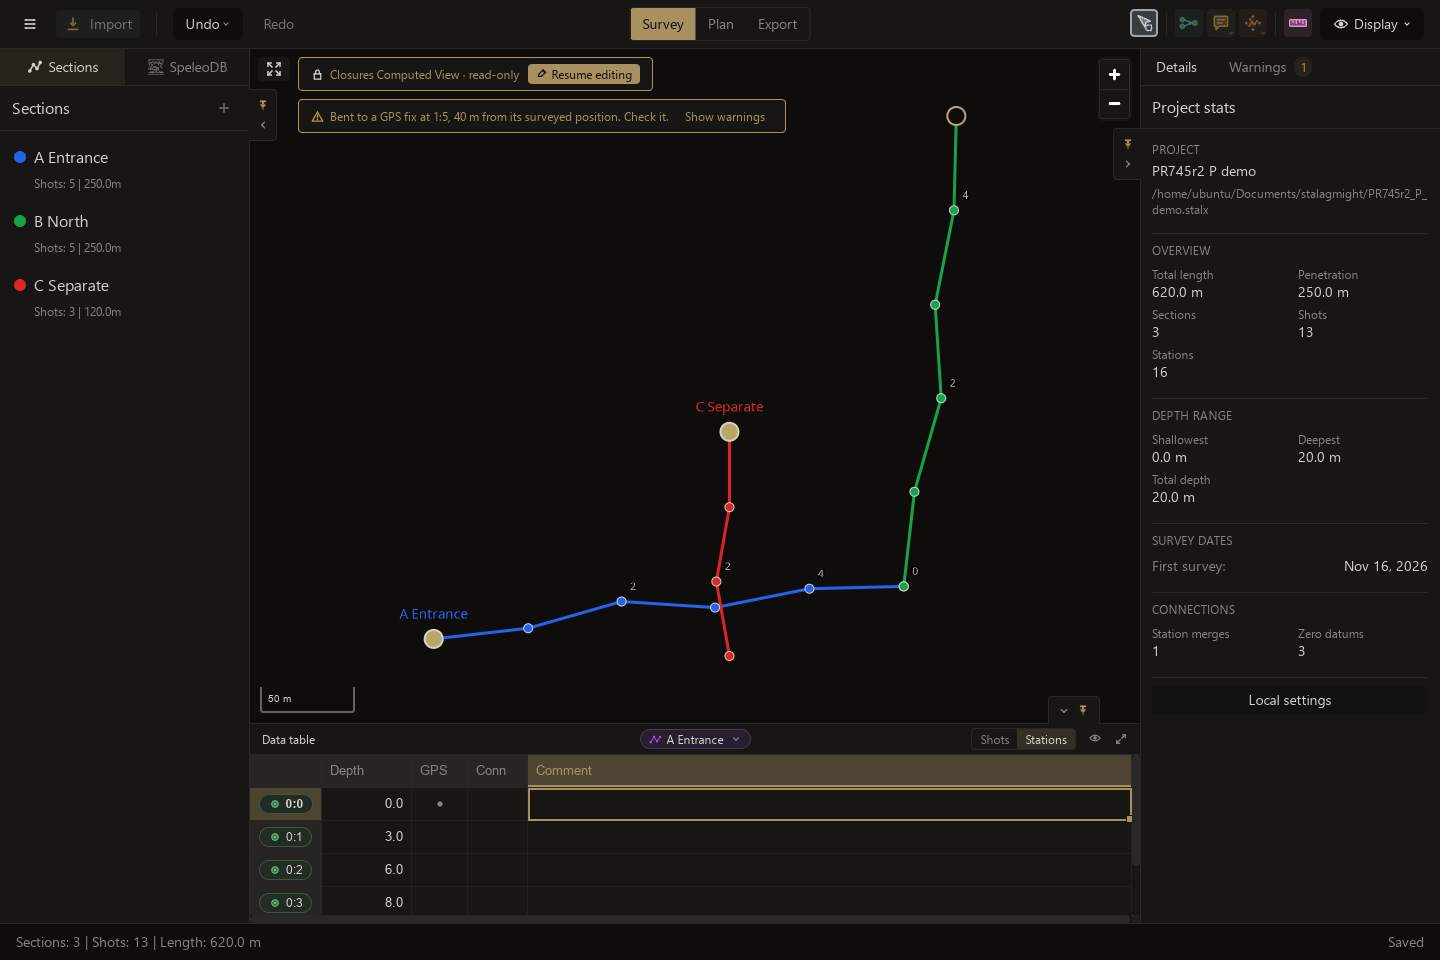 Import
Undo
Redo
Survey
Plan
Export
Display
Sections
SpeleoDB
Sections
A Entrance
Shots: 5 | 250.0m
B North
Shots: 5 | 250.0m
C Separate
Shots: 3 | 120.0m
Closures Computed View · read-only
Resume editing
Bent to a GPS fix at 1:5, 40 m from its surveyed position. Check it.
Show warnings
4
2
C Separate
2
2
4
0
A Entrance
50 m
Data table
A Entrance
Shots
Stations
Depth
GPS
Conn
Comment
0:0
0.0
0:1
3.0
0:2
6.0
0:3
8.0
Details
Warnings
1
Project stats
PROJECT
PR745r2 P demo
/home/ubuntu/Documents/stalagmight/PR745r2_P_
demo.stalx
OVERVIEW
Total length
Penetration
620.0 m
250.0 m
Sections
Shots
3
13
Stations
16
DEPTH RANGE
Shallowest
Deepest
0.0 m
20.0 m
Total depth
20.0 m
SURVEY DATES
First survey:
Nov 16, 2026
CONNECTIONS
Station merges
Zero datums
1
3
Local settings
Sections: 3 | Shots: 13 | Length: 620.0 m
Saved